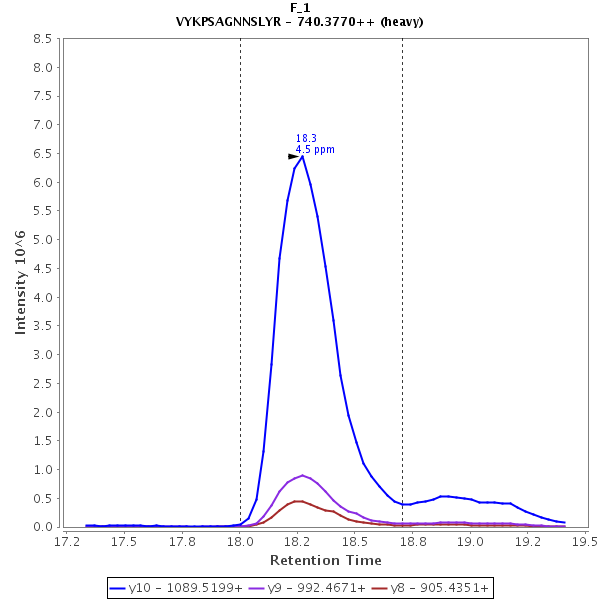 F_1
VYKPSAGNNSLYR - 740.3770++ (heavy)
Intensity 10^6
8.5
8.0
7.5
7.0
6.5
6.0
5.5
5.0
4.5
4.0
3.5
3.0
2.5
2.0
1.5
1.0
0.5
0.0
18.3
4.5 ppm
17.2 17.5 17.8 18.0 18.2 18.5 18.8 19.0 19.2 19.5
Retention Time
y10 - 1089.5199+ y9 - 992.4671+ y8 - 905.4351+